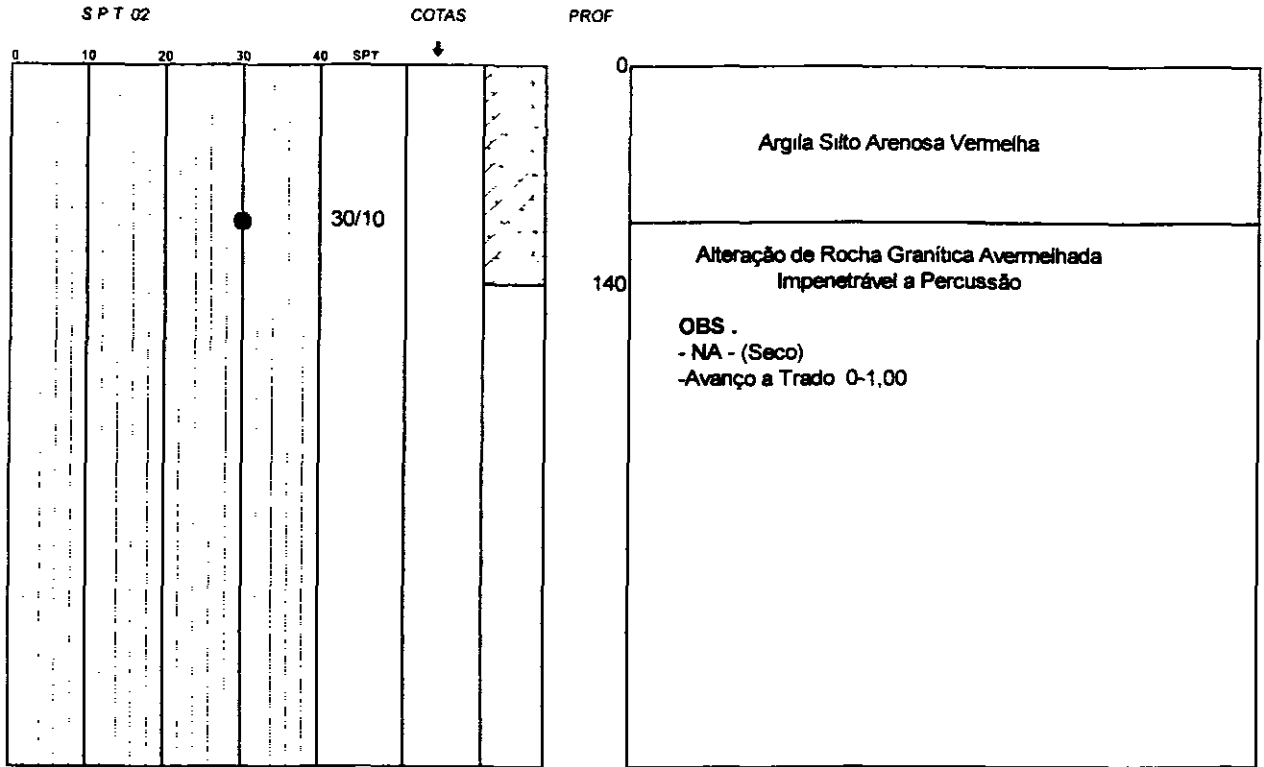 SPT 02 COTAS PROF
0 10 20 30 40 SPT
0
Argila Silto Arenosa Vermelha
30/10
Alteração de Rocha Granítica Avermelhada
Impenetrável a Percussão
140
OBS .
- NA - (Seco)
-Avanço a Trado 0-1,00